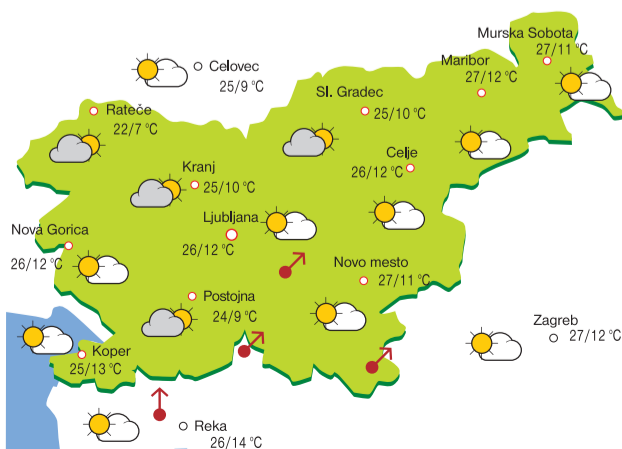 Murska Sobota
27/11 °C
Maribor
27/12 °C
Celovec
25/9 °C
Sl. Gradec
25/10 °C
Rateče
22/7 °C
Celje
26/12 °C
Kranj
25/10 °C
Ljubljana
26/12 °C
Nova Gorica
26/12 °C
Novo mesto
27/11 °C
Postojna
24/9 °C
Zagreb
27/12 °C
Koper
25/13 °C
Reka
26/14 °C